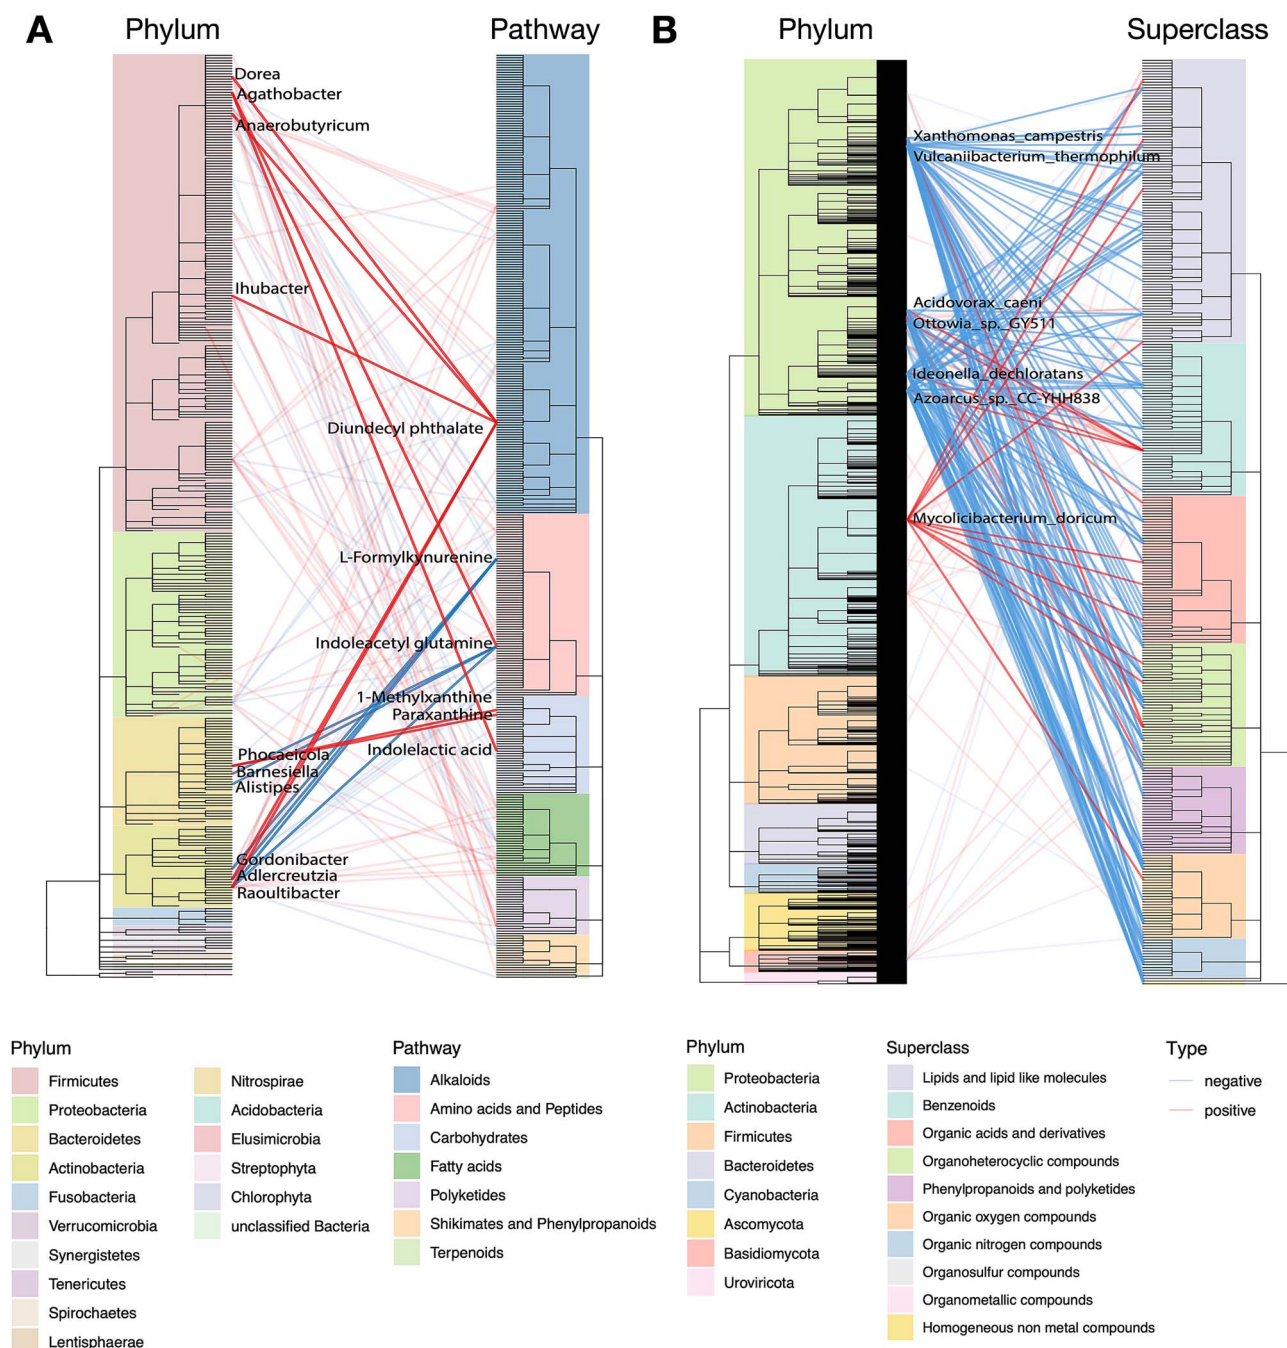 A
Phylum
Pathway
Dorea
Agathobacter
Anaerobutyricum
Ihubacter
Diundecyl phthalate
L-Formylkynurenine
Indoleacetyl glutamine
1-Methylxanthine
Paraxanthine
Indolelactic acid
Phocaeicola
Barnesiella
Alistipes
Gordonibacter
Adlercreutzia
Raoultibacter
B
Phylum
Superclass
Xanthomonas_campestris
Vulcaniibacterium_thermophilum
Acidovorax_caeni
Ottowia_sp._GY511
Ideonella_dechloratans
Azoarcus_sp._CC-YHH838
Mycolicibacterium_doricum
Phylum
Firmicutes
Proteobacteria
Bacteroidetes
Actinobacteria
Fusobacteria
Verrucomicrobia
Synergistetes
Tenericutes
Spirochaetes
Lentisphaerae
Nitrospirae
Acidobacteria
Elusimicrobia
Streptophyta
Chlorophyta
unclassified Bacteria
Pathway
Alkaloids
Amino acids and Peptides
Carbohydrates
Fatty acids
Polyketides
Shikimates and Phenylpropanoids
Terpenoids
Phylum
Proteobacteria
Actinobacteria
Firmicutes
Bacteroidetes
Cyanobacteria
Ascomycota
Basidiomycota
Uroviricota
Superclass
Lipids and lipid like molecules
Benzenoids
Organic acids and derivatives
Organoheterocyclic compounds
Phenylpropanoids and polyketides
Organic oxygen compounds
Organic nitrogen compounds
Organosulfur compounds
Organometallic compounds
Homogeneous non metal compounds
Type
negative
positive